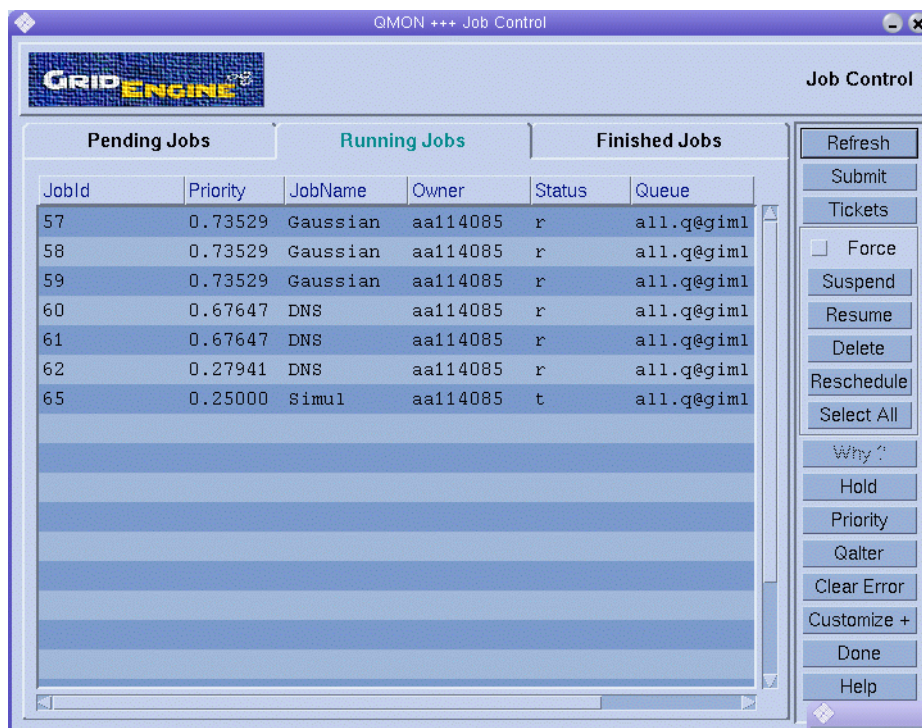 QMON +++ Job Control
GRIDENGINE
Job Control
Pending Jobs Running Jobs Finished Jobs
JobId Priority JobName Owner Status Queue
57 0.73529 Gaussian aa114085 r all.q@giml
58 0.73529 Gaussian aa114085 r all.q@giml
59 0.73529 Gaussian aa114085 r all.q@giml
60 0.67647 DNS aa114085 r all.q@giml
61 0.67647 DNS aa114085 r all.q@giml
62 0.27941 DNS aa114085 r all.q@giml
65 0.25000 Simul aa114085 t all.q@giml
Refresh
Submit
Tickets
Force
Suspend
Resume
Delete
Reschedule
Select All
Why ?
Hold
Priority
Qalter
Clear Error
Customize +
Done
Help